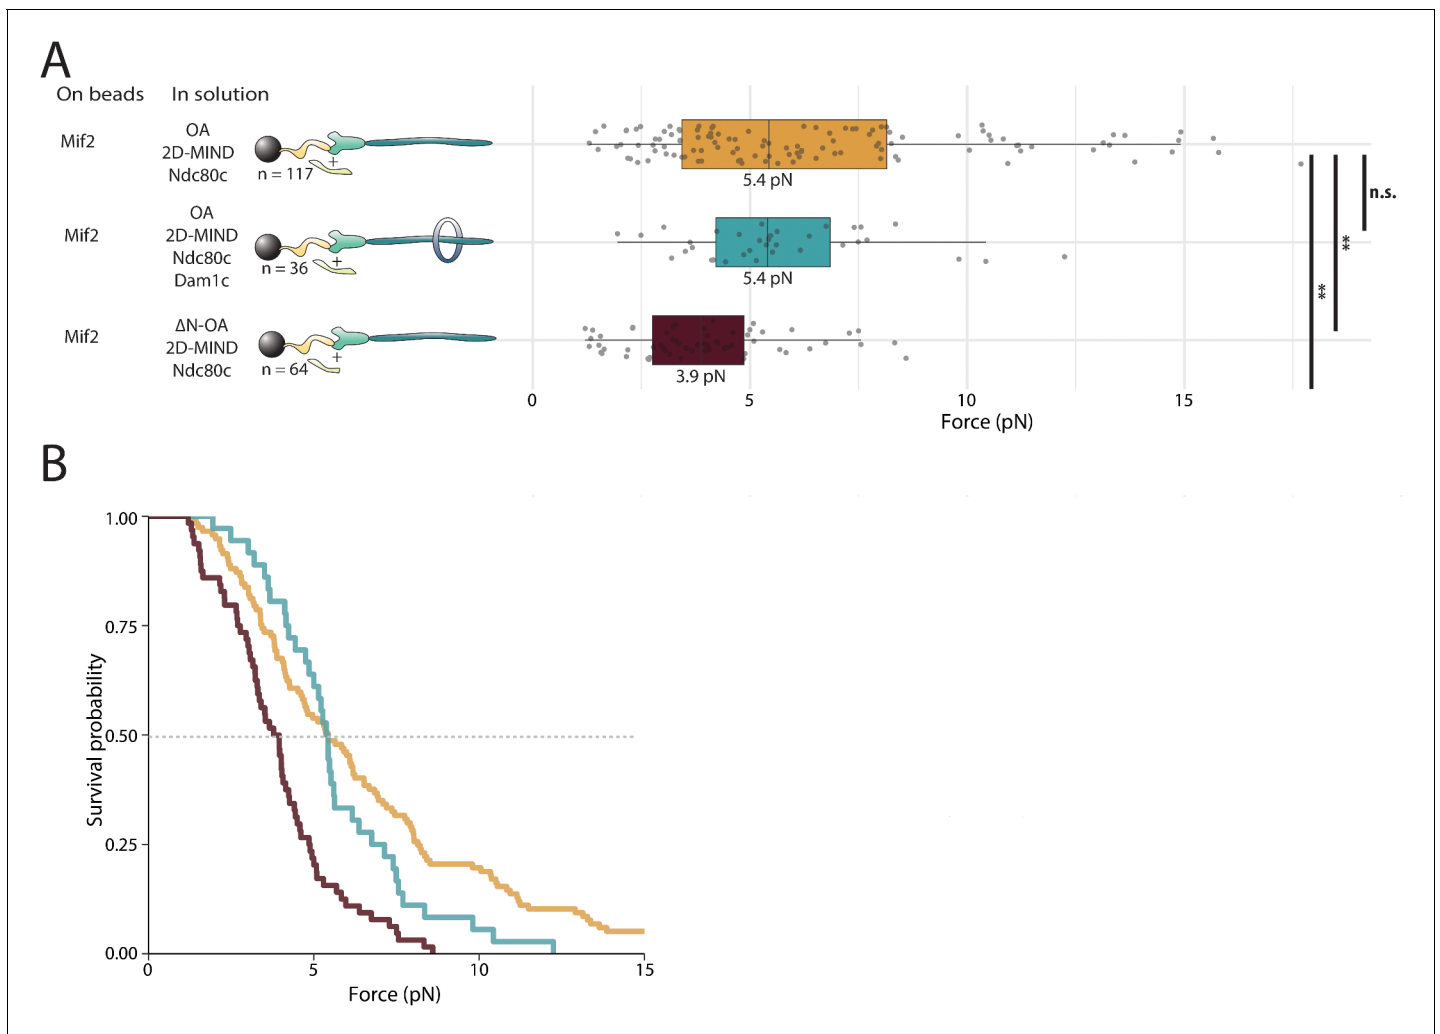 A
On beads In solution
Mif2
OA
2D-MIND
Ndc80c
+
n = 117
5.4 pN
n.s.
Mif2
OA
2D-MIND
Ndc80c
Dam1c
+
n = 36
5.4 pN
**
**
Mif2
ΔN-OA
2D-MIND
Ndc80c
+
n = 64
3.9 pN
0 5 10 15
Force (pN)
B
Survival probability
1.00
0.75
0.50
0.25
0.00
0 5 10 15
Force (pN)